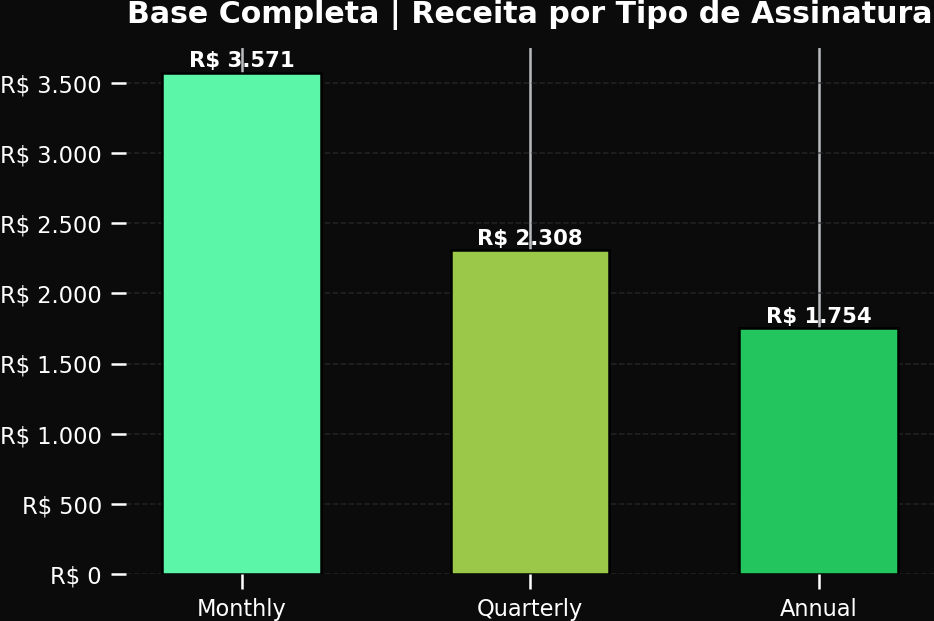 Base Completa | Receita por Tipo de Assinatura
R$ 3.571
R$ 3.500
R$ 3.000
R$ 2.500
R$ 2.308
R$ 2.000
R$ 1.754
R$ 1.500
R$ 1.000
R$ 500
R$ 0
Monthly Quarterly Annual